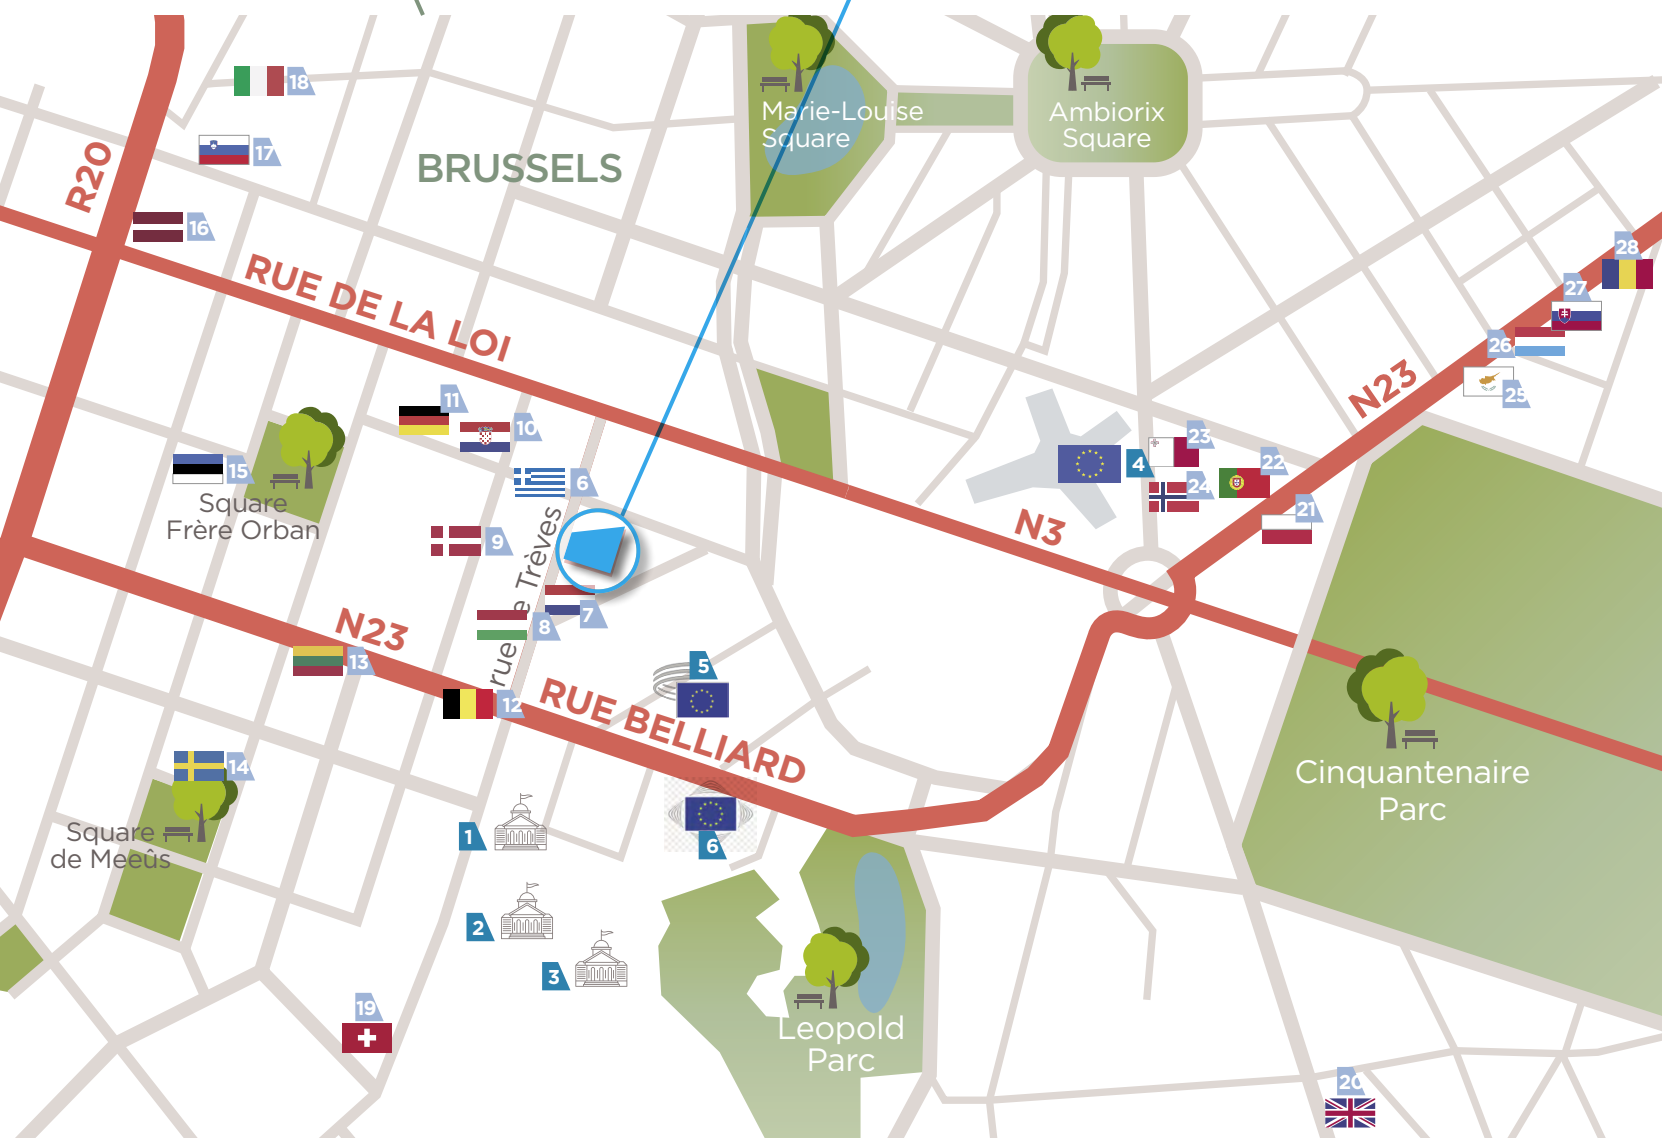 18
Marie-Louise
Square
Ambiorix
Square
17
BRUSSELS
R20
16
28
27
RUE DE LA LOI
26
25
N23
11
10
23
4
22
24
21
15
6
Square
Frère Orban
N3
9
rue
e Trèves
7
8
N23
13
5
12
RUE BELLIARD
14
Cinquantenaire
Parc
1
6
Square
de Meeûs
2
3
19
Leopold
Parc
20